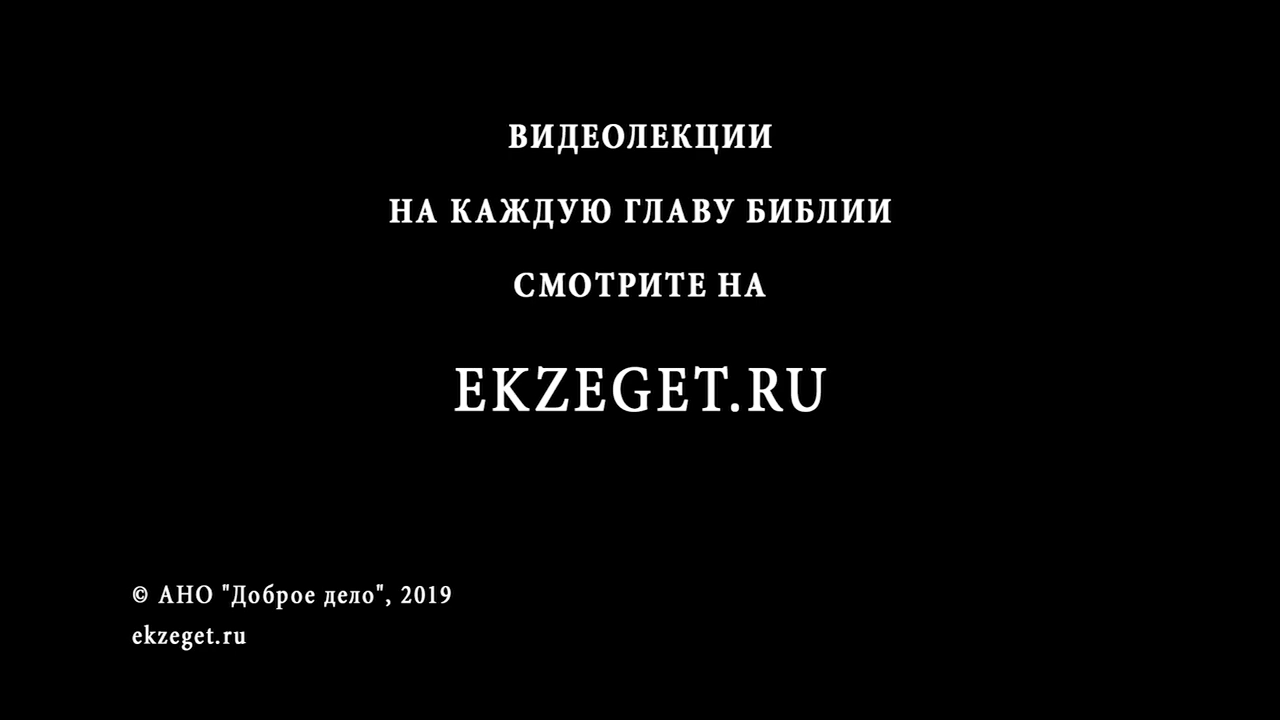 ВИДЕОЛЕКЦИИ
НА КАЖДУЮ ГЛАВУ БИБЛИИ
СМОТРИТЕ НА
EKZEGET.RU
© АНО "Доброе дело", 2019
ekzeget.ru